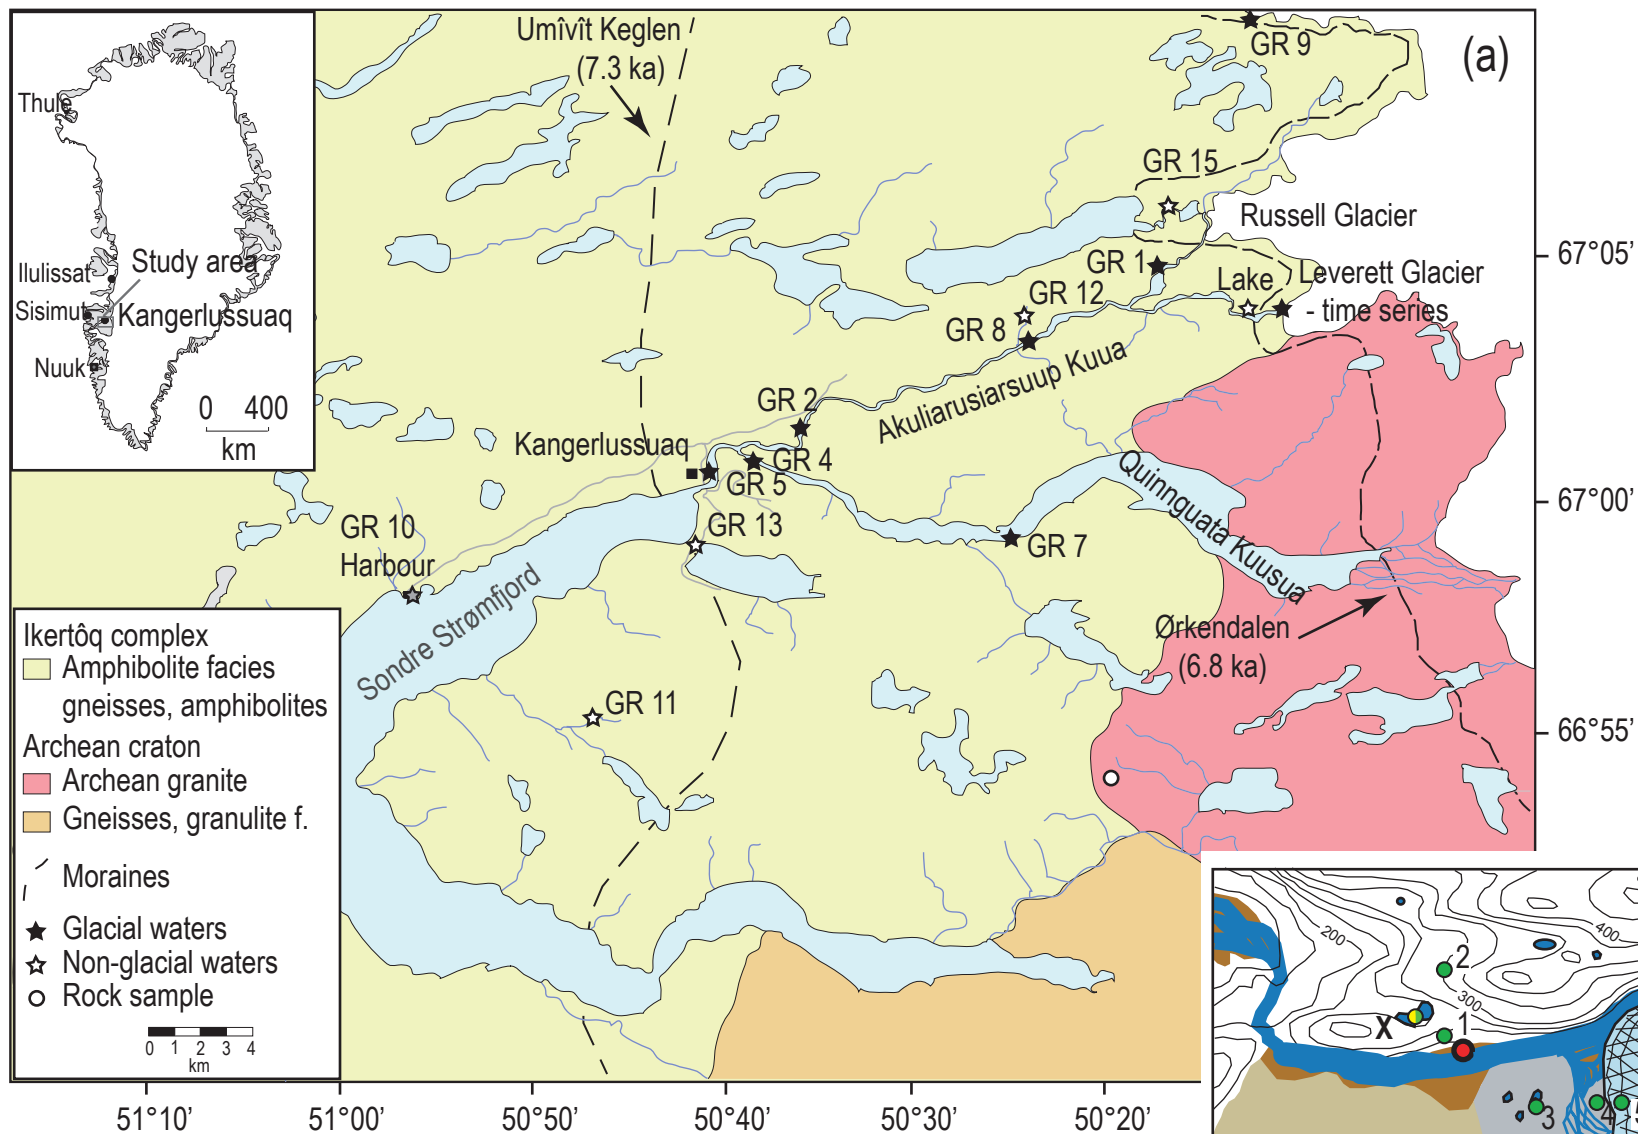 (a)
Thule
Ilulissat
Sisimut
Study area
Kangerlussuaq
Nuuk
0 400
km
Umîvît Keglen
(7.3 ka)
GR 9
GR 15
Russell Glacier
GR 1
Lake
Leverett Glacier
- time series
GR 12
GR 8
Akuliarusiarsuup Kuua
GR 2
Kangerlussuaq
GR 4
GR 5
GR 13
GR 7
Quinnguata Kuusua
GR 10
Harbour
Sondre Strømfjord
Ørkendalen
(6.8 ka)
GR 11
67°05'
67°00'
66°55'
Ikertôq complex
Amphibolite facies
gneisses, amphibolites
Archean craton
Archean granite
Gneisses, granulite f.
Moraines
Glacial waters
Non-glacial waters
Rock sample
0 1 2 3 4
km
200
400
2
300
X
1
3
4
5
51°10'
51°00'
50°50'
50°40'
50°30'
50°20'